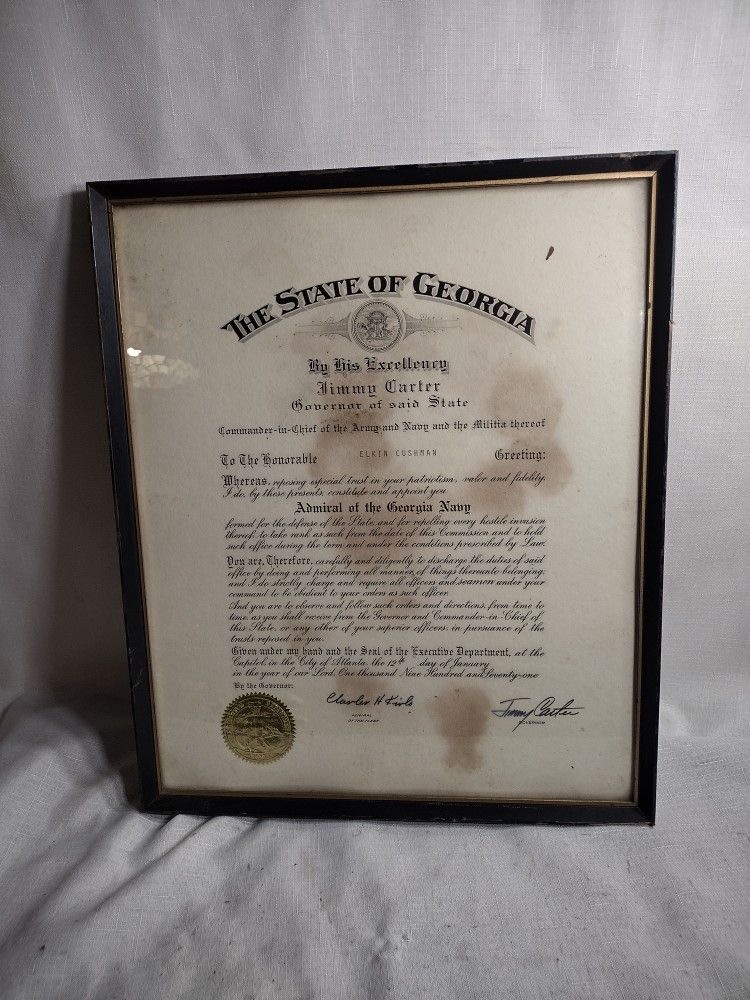 THE STATE OF GEORGIA
By His Excellency
Jimmy Carter
Governor of said State
Commander-in-Chief of the Army and Navy and the Militia thereof
To The Honorable ELKIN CUSHMAN Greeting:
Whereas, reposing especial trust in your patriotism, valor and fidelity,
I do, by these presents, constitute and appoint you
Admiral of the Georgia Navy
formed for the defense of the State, and for repelling every hostile invasion
thereof, to take rank as such from the date of this Commission and to hold
such office during the term and under the conditions prescribed by Law.
You are, Therefore, carefully and diligently to discharge the duties of said
office by doing and performing all manner of things thereunto belonging;
and I do strictly charge and require all officers and seamen under your
command to be obedient to your orders as such officer.
And you are to observe and follow such orders and directions, from time to
time, as you shall receive from the Governor and Commander-in-Chief of
this State, or any other of your superior officers, in pursuance of the
trusts reposed in you.
Given under my hand and the Seal of the Executive Department, at the
Capitol, in the City of Atlanta, the 12th day of January
in the year of our Lord, One thousand Nine Hundred and Seventy-one
By the Governor:
Charles H
Jimmy Carter
ADMIRAL
OF THE FLEET
GOVERNOR